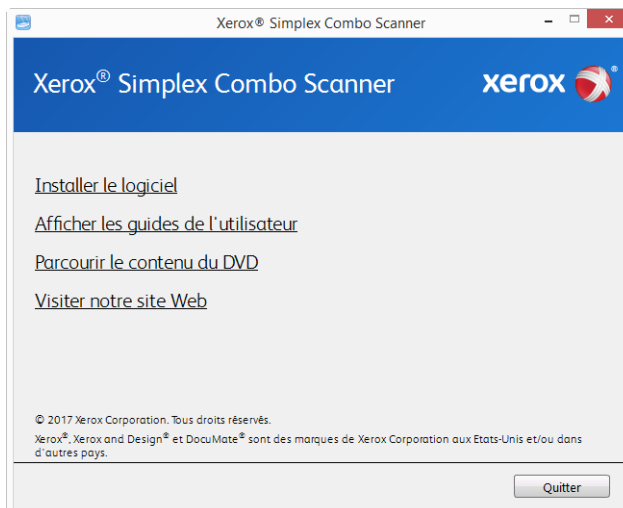 Xerox® Simplex Combo Scanner
Xerox® Simplex Combo Scanner
xerox ®
Installer le logiciel
Afficher les guides de l'utilisateur
Parcourir le contenu du DVD
Visiter notre site Web
© 2017 Xerox Corporation. Tous droits réservés.
Xerox®, Xerox and Design® et DocuMate® sont des marques de Xerox Corporation aux Etats-Unis et/ou dans
d'autres pays.
Quitter